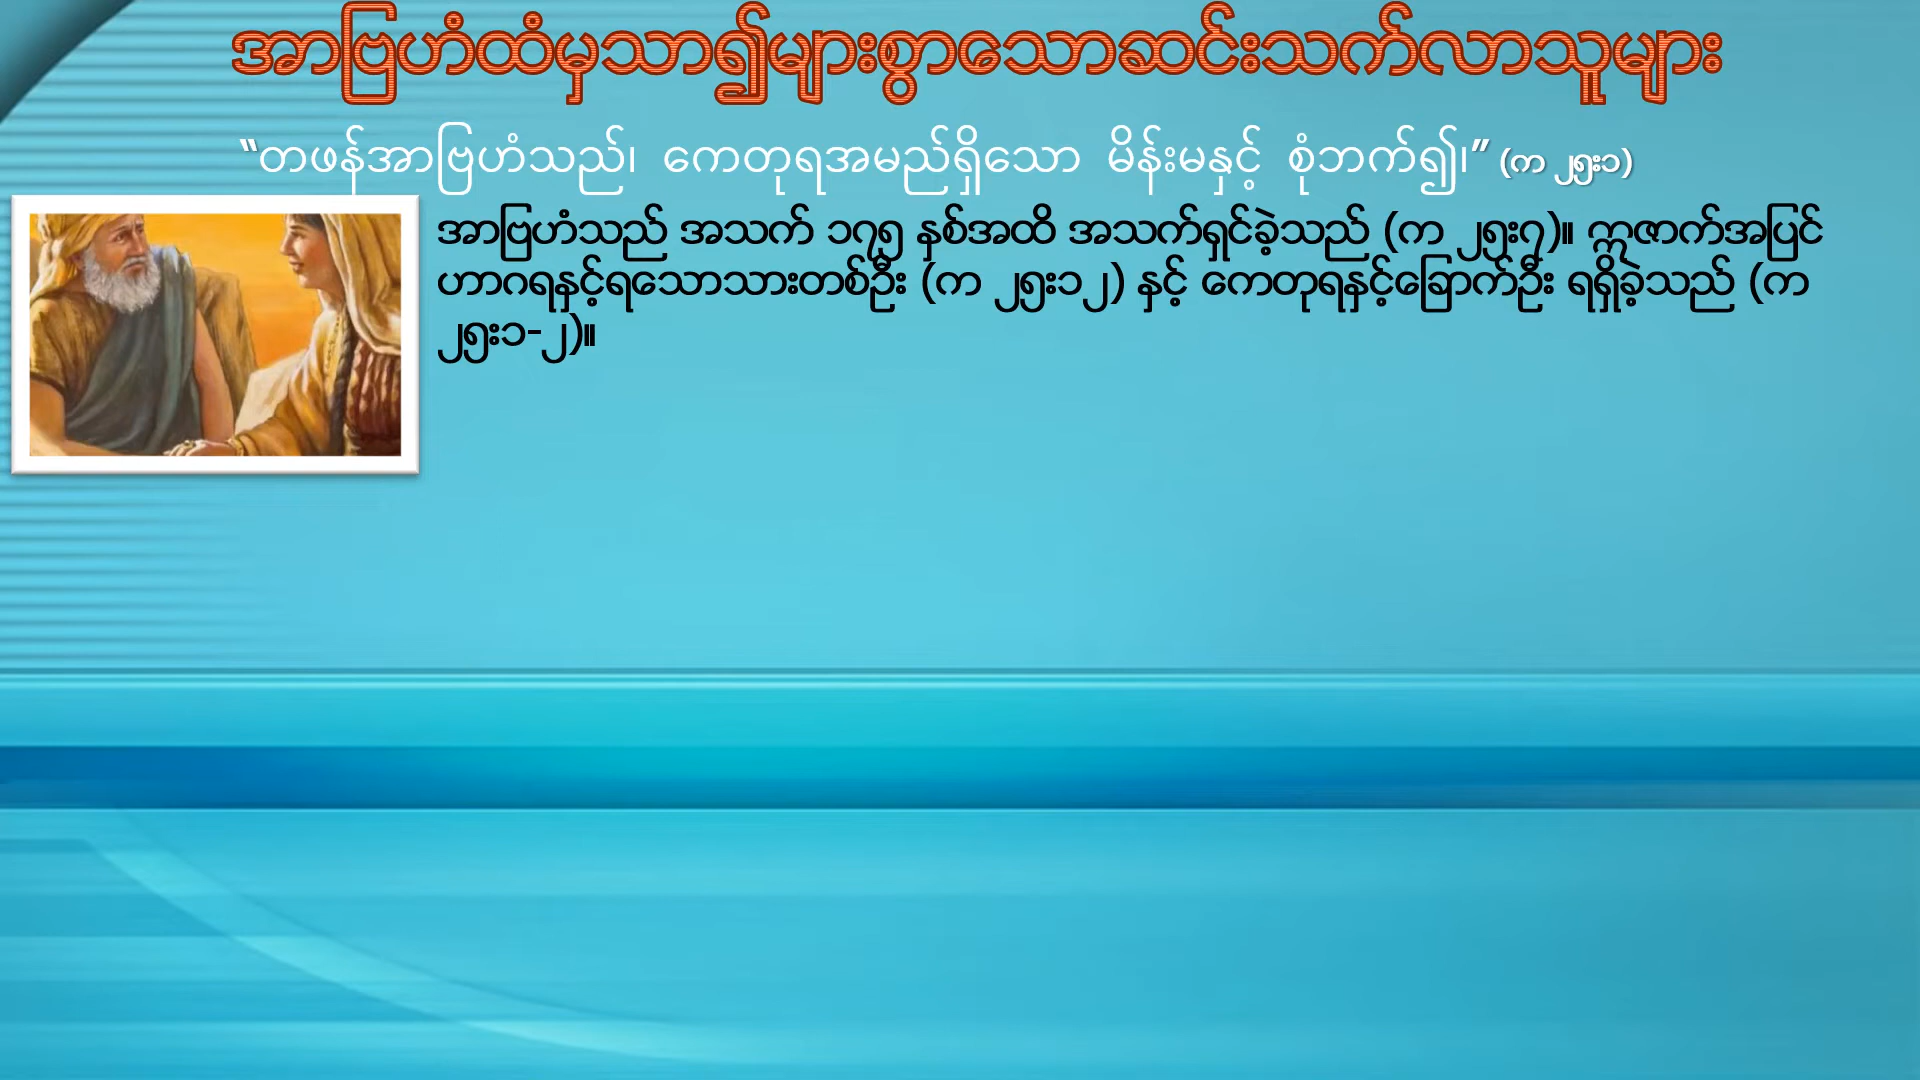 အာဗြဟံထံမှသာ၍များစွာသောဆင်းသက်လာသူများ
“တဖန်အာဗြဟံသည်၊ ကေတုရအမည်ရှိသော မိန်းမနှင့် စုံဘက်၍၊” (က ၂၅း၁)
အာဗြဟံသည် အသက် ၁၇၅ နှစ်အထိ အသက်ရှင်ခဲ့သည် (က ၂၅း၇)။ ဣဇာက်အပြင်
ဟာဂရနှင့်ရသောသားတစ်ဦး (က ၂၅း၁၂) နှင့် ကေတုရနှင့်ခြောက်ဦး ရရှိခဲ့သည် (က
၂၅း၁-၂)။